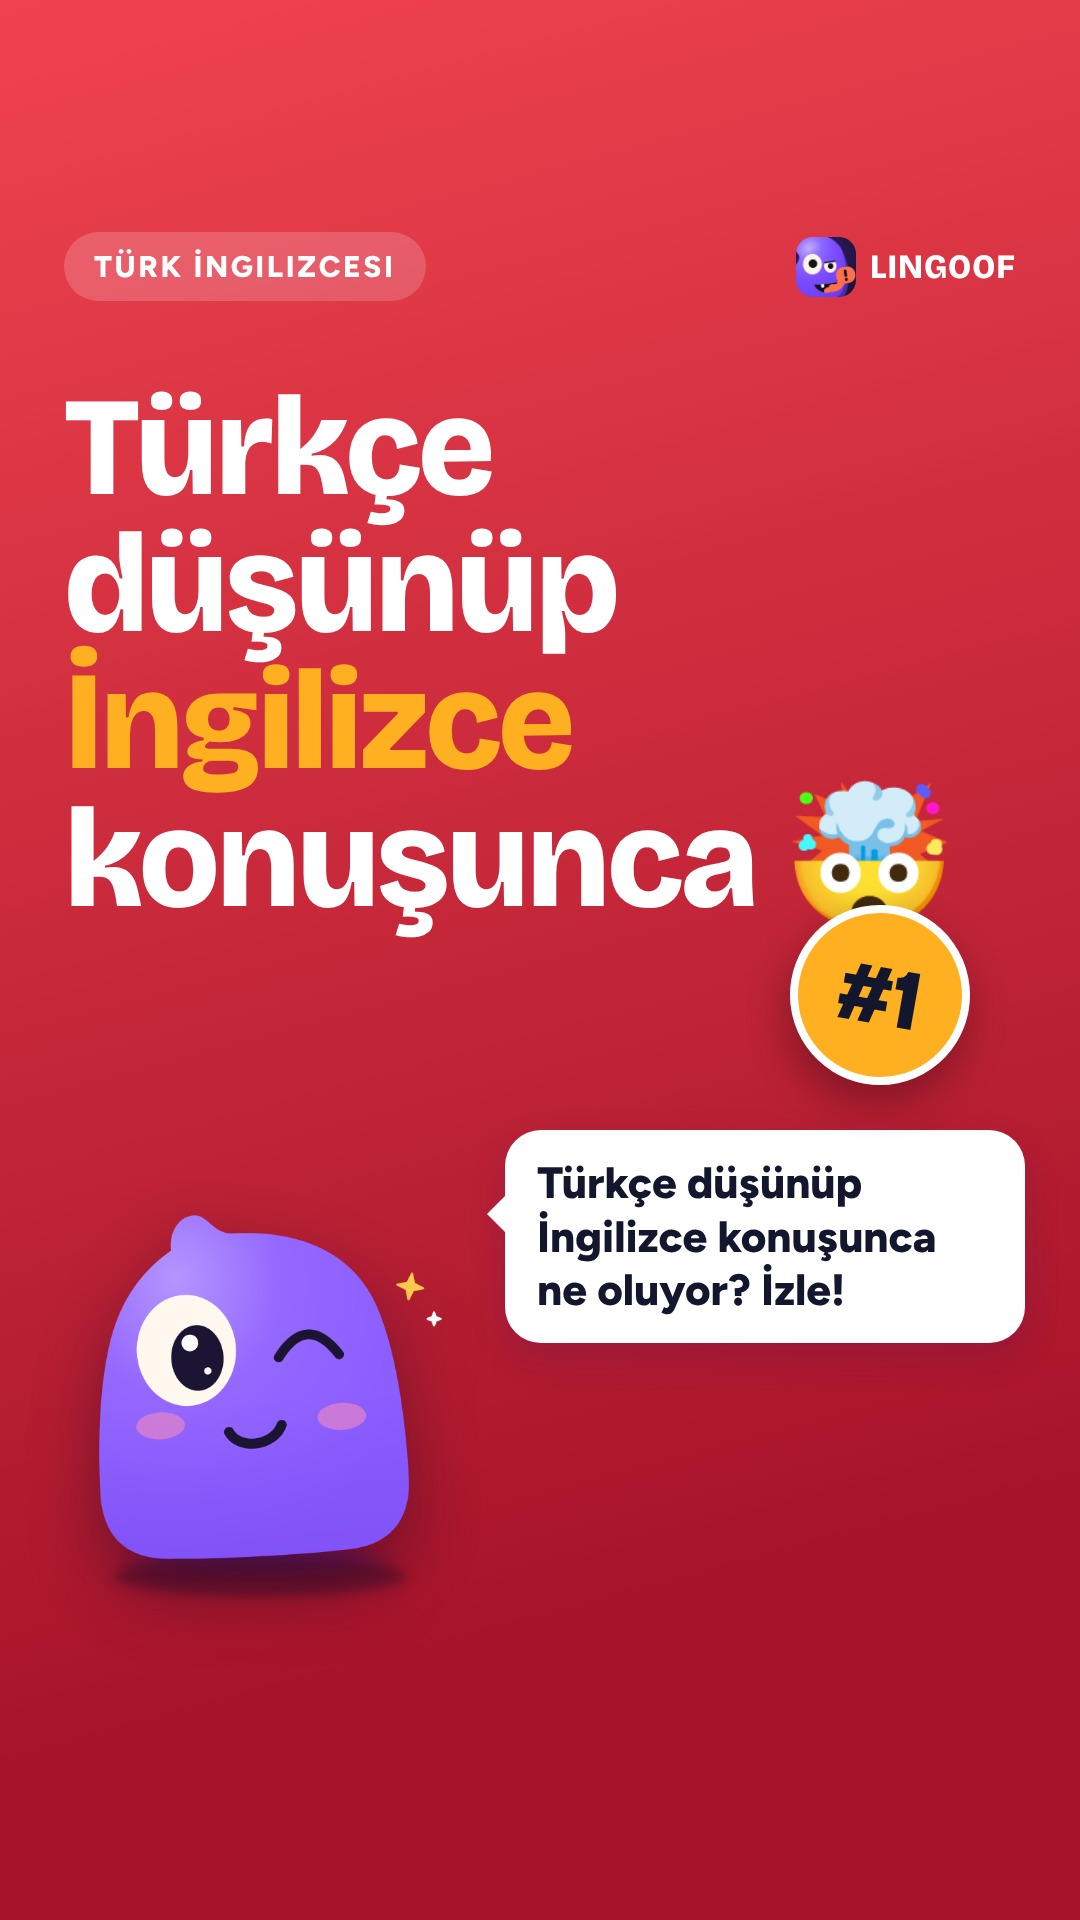 TÜRK İNGILIZCESI
LINGOOF
Türkçe
düşünüp
İngilizce
konuşunca 🤯
#1
Türkçe düşünüp
İngilizce konuşunca
ne oluyor? İzle!